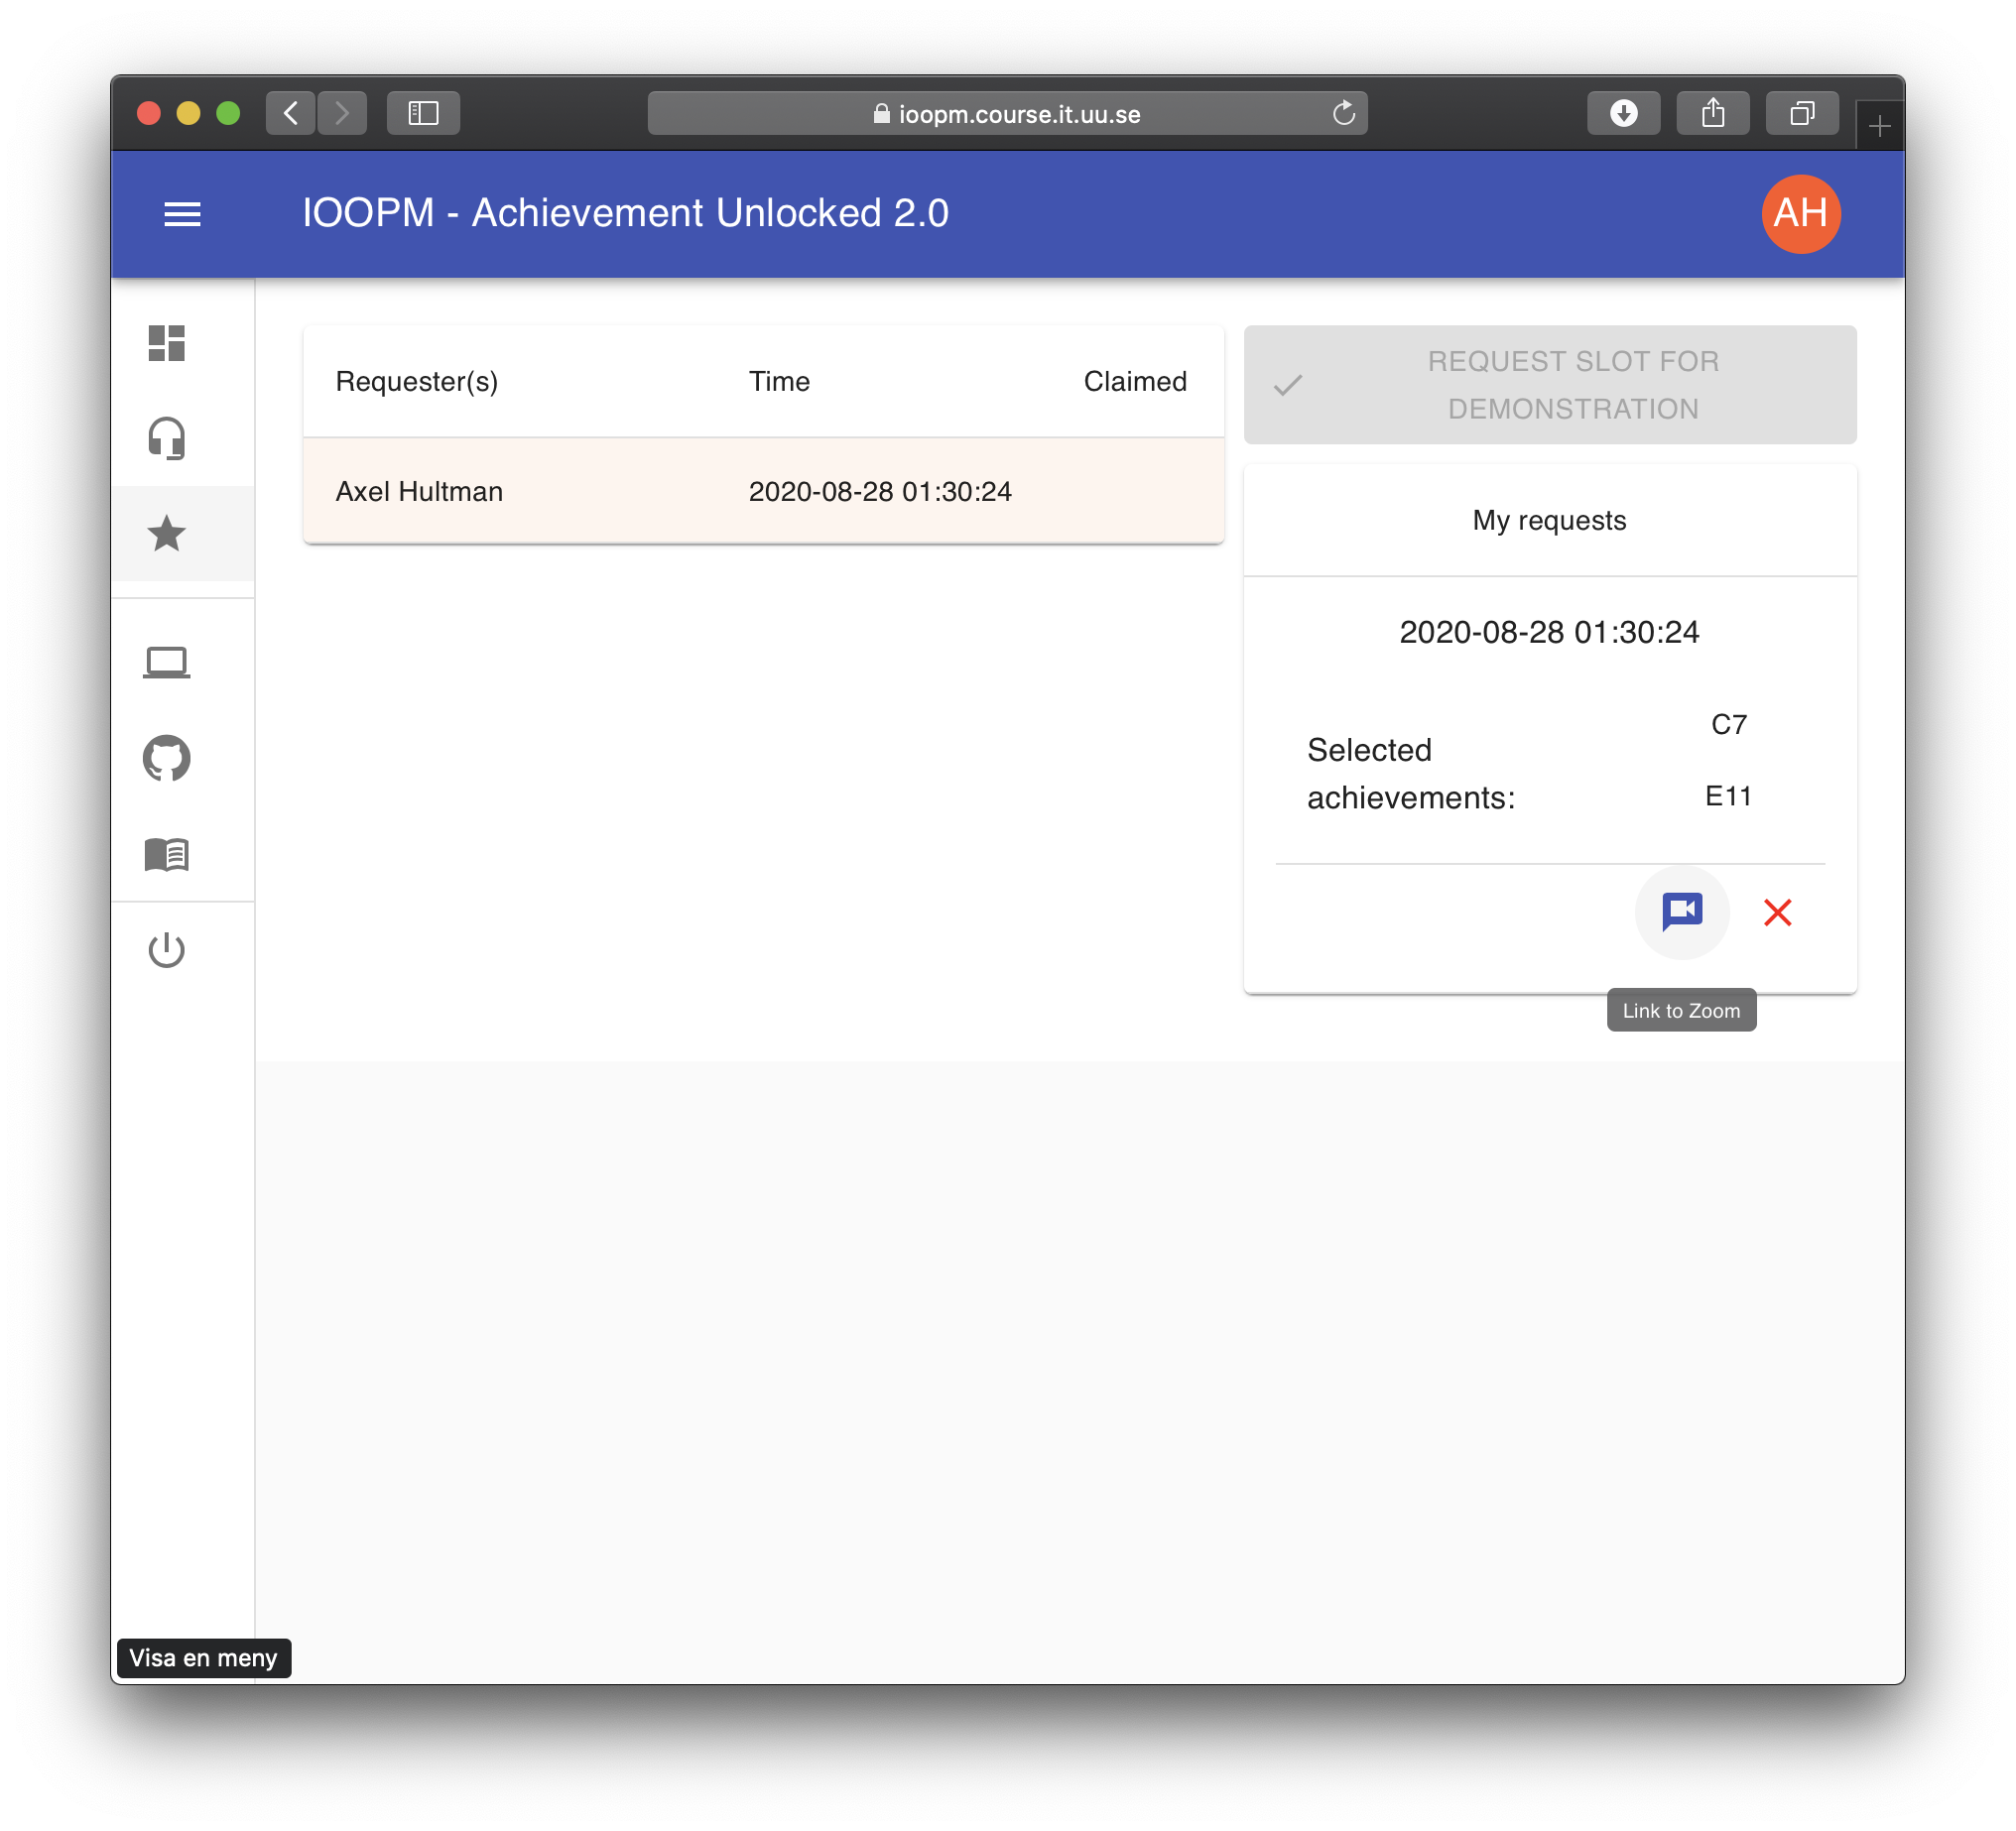 ioopm.course.it.uu.se
IOOPM - Achievement Unlocked 2.0
AH
Requester(s) Time Claimed
Axel Hultman 2020-08-28 01:30:24
REQUEST SLOT FOR
DEMONSTRATION
My requests
2020-08-28 01:30:24
Selected
achievements:
C7
E11
Link to Zoom
Visa en meny